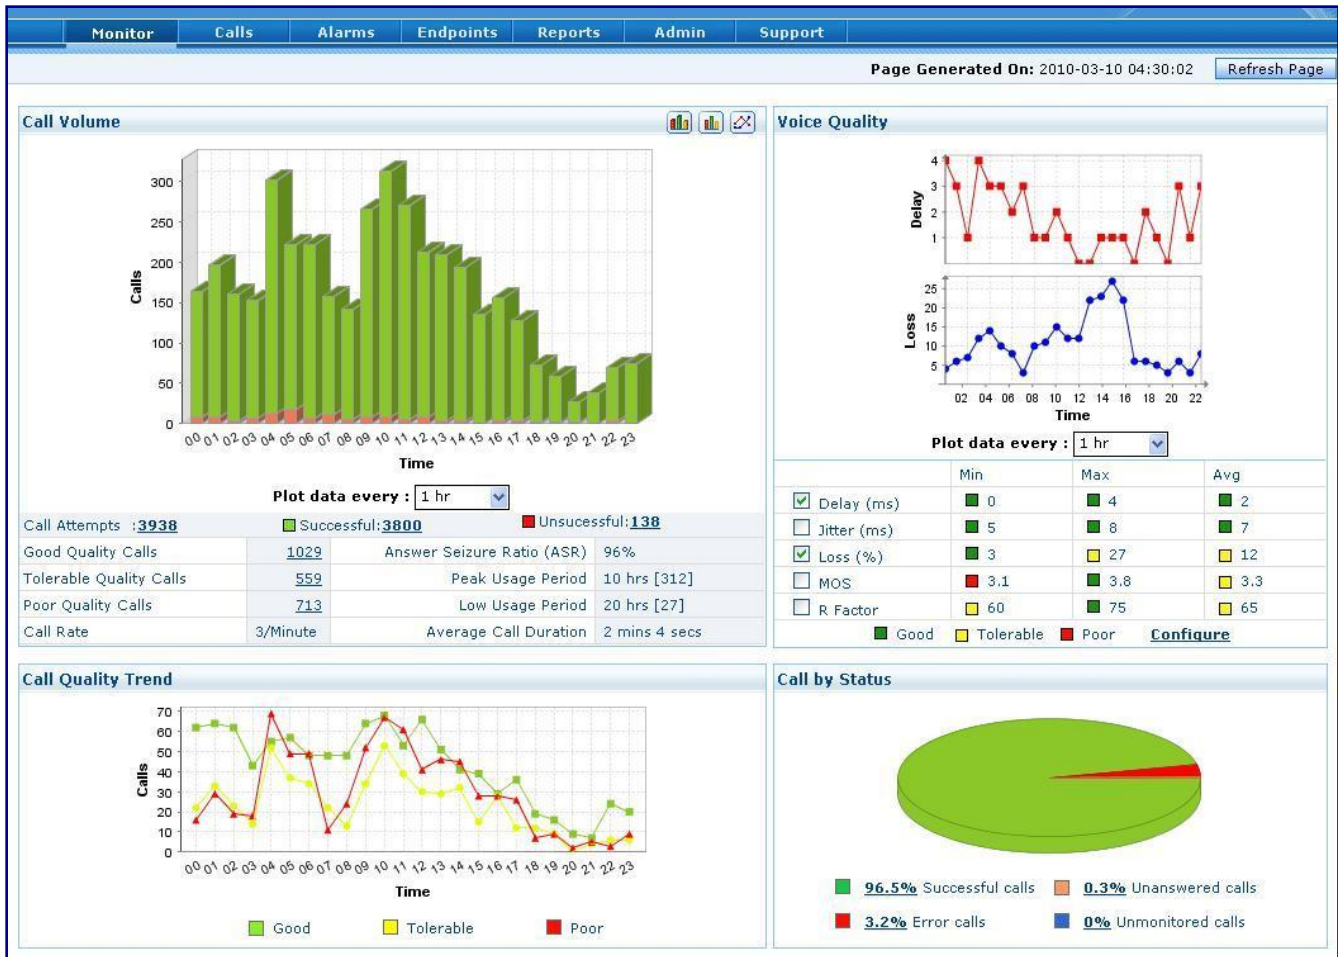 Monitor Calls Alarms Endpoints Reports Admin Support
Page Generated On: 2010-03-10 04:30:02 Refresh Page
Call Volume
300
250
200
150
100
50
0
Calls
00 01 02 03 04 05 06 07 08 09 10 11 12 13 14 15 16 17 18 19 20 21 22 23
Time
Plot data every : 1 hr
Call Attempts :3938 Successful:3800 Unsucessful:138
Good Quality Calls 1029 Answer Seizure Ratio (ASR) 96%
Tolerable Quality Calls 559 Peak Usage Period 10 hrs [312]
Poor Quality Calls 713 Low Usage Period 20 hrs [27]
Call Rate 3/Minute Average Call Duration 2 mins 4 secs
Voice Quality
4
3
2
1
Delay
25
20
15
10
5
Loss
02 04 06 08 10 12 14 16 18 20 22
Time
Plot data every : 1 hr
Min Max Avg
Delay (ms) 0 4 2
Jitter (ms) 5 8 7
Loss (%) 3 27 12
MOS 3.1 3.8 3.3
R Factor 60 75 65
Good Tolerable Poor Configure
Call Quality Trend
70
60
50
40
30
20
10
0
Calls
00 01 02 03 04 05 06 07 08 09 10 11 12 13 14 15 16 17 18 19 20 21 22 23
Time
Good Tolerable Poor
Call by Status
96.5% Successful calls 0.3% Unanswered calls
3.2% Error calls 0% Unmonitored calls